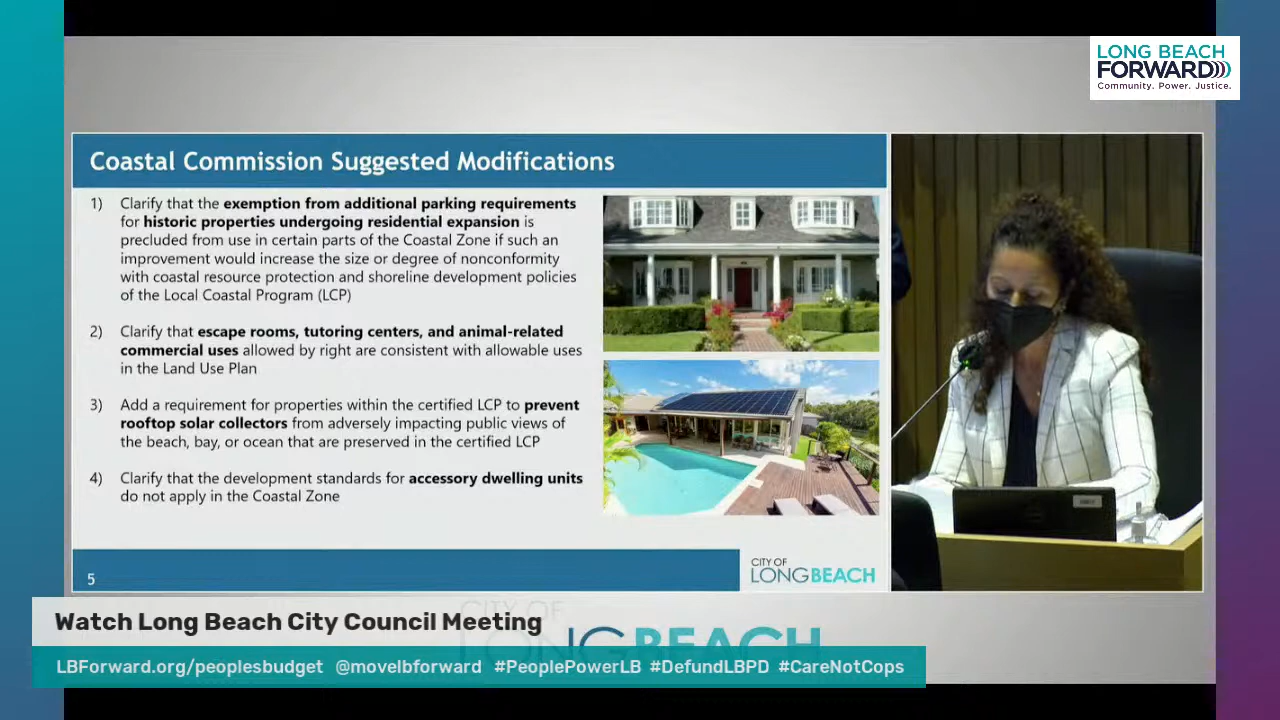 LONG BEACH
FORWARD
Community. Power. Justice.
Coastal Commission Suggested Modifications
1) Clarify that the exemption from additional parking requirements
for historic properties undergoing residential expansion is
precluded from use in certain parts of the Coastal Zone if such an
improvement would increase the size or degree of nonconformity
with coastal resource protection and shoreline development policies
of the Local Coastal Program (LCP)
2) Clarify that escape rooms, tutoring centers, and animal-related
commercial uses allowed by right are consistent with allowable uses
in the Land Use Plan
3) Add a requirement for properties within the certified LCP to prevent
rooftop solar collectors from adversely impacting public views of
the beach, bay, or ocean that are preserved in the certified LCP
4) Clarify that the development standards for accessory dwelling units
do not apply in the Coastal Zone
5
CITY OF
LONGBEACH
CITY OF
LONGBEACH
Watch Long Beach City Council Meeting
LBForward.org/peoplesbudget @movelbforward #PeoplePowerLB #DefundLBPD #CareNotCops